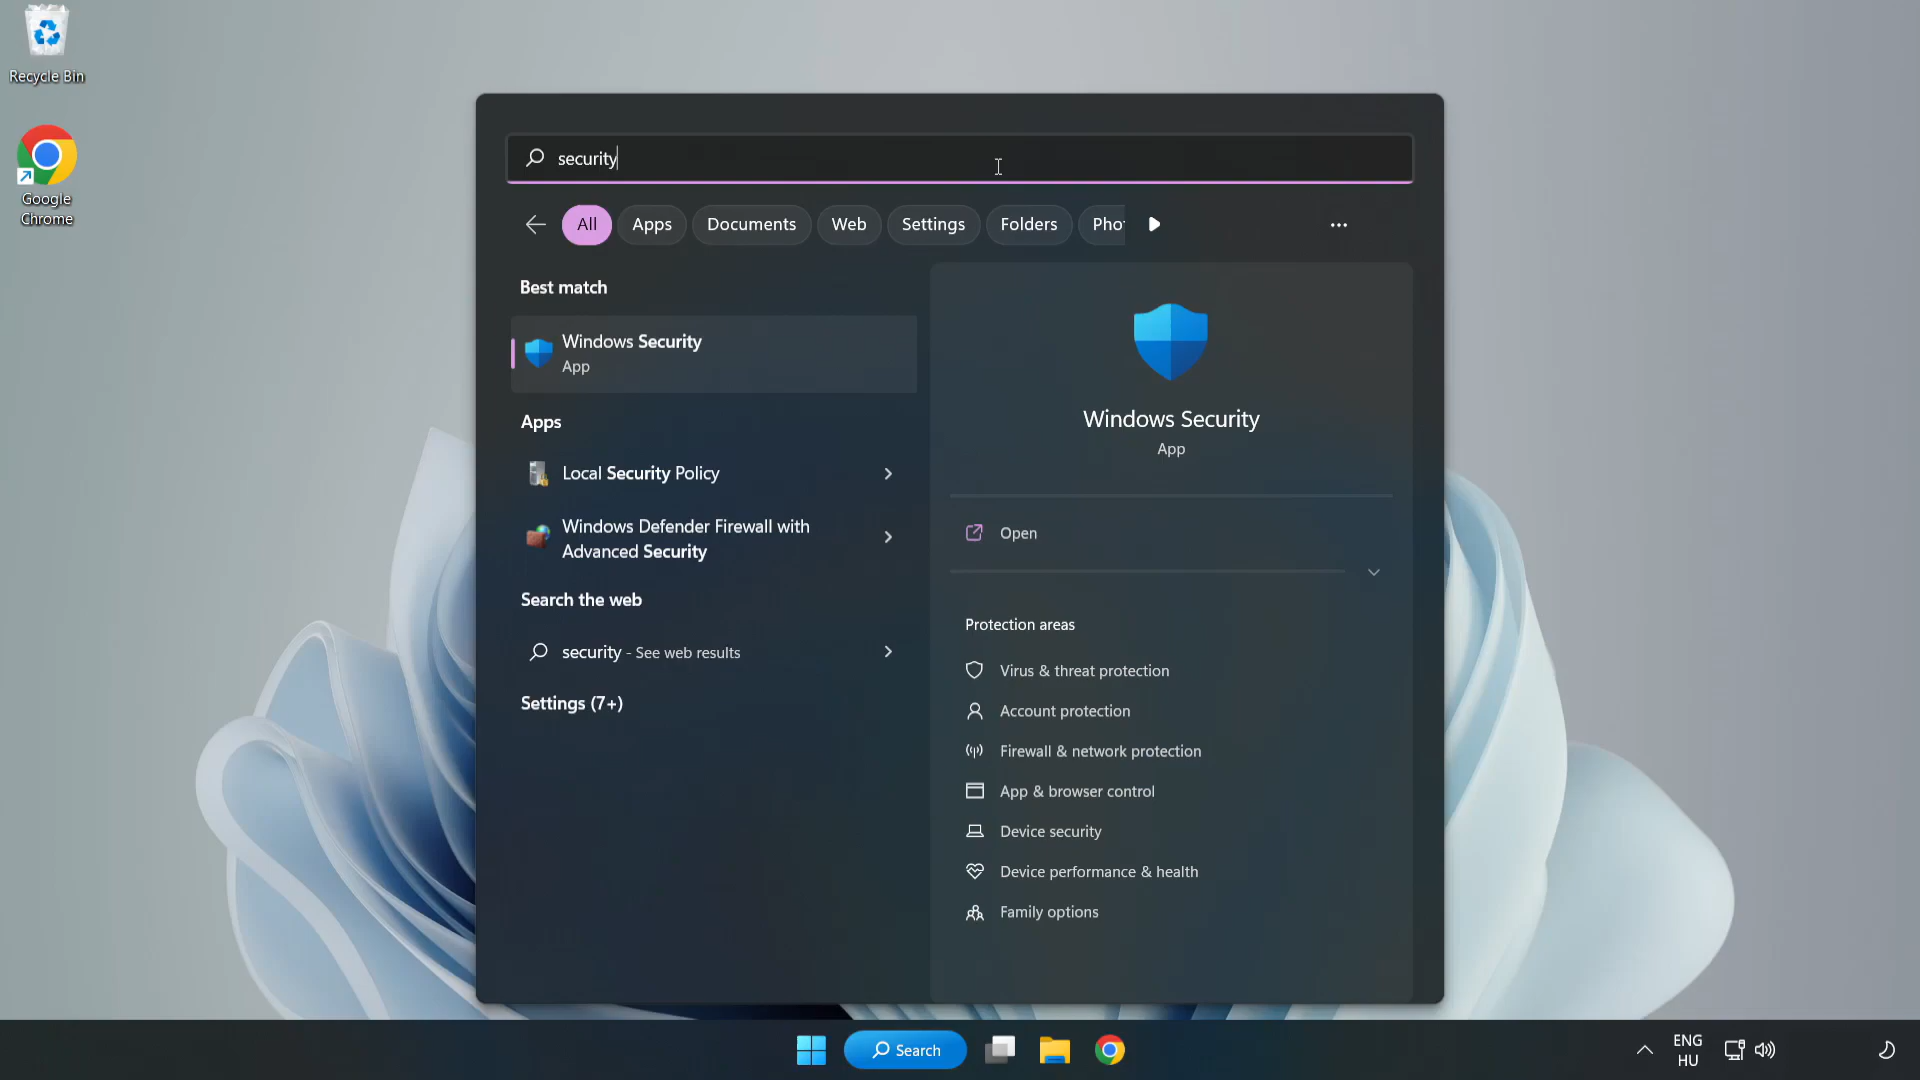 Recycle Bin
Google
Chrome
security
All
Apps
Documents
Web
Settings
Folders
Pho
Best match
Windows Security
App
Apps
Local Security Policy
Windows Defender Firewall with
Advanced Security
Search the web
security - See web results
Settings (7+)
Windows Security
App
Open
Protection areas
Virus & threat protection
Account protection
Firewall & network protection
App & browser control
Device security
Device performance & health
Family options
Search
ENG
HU